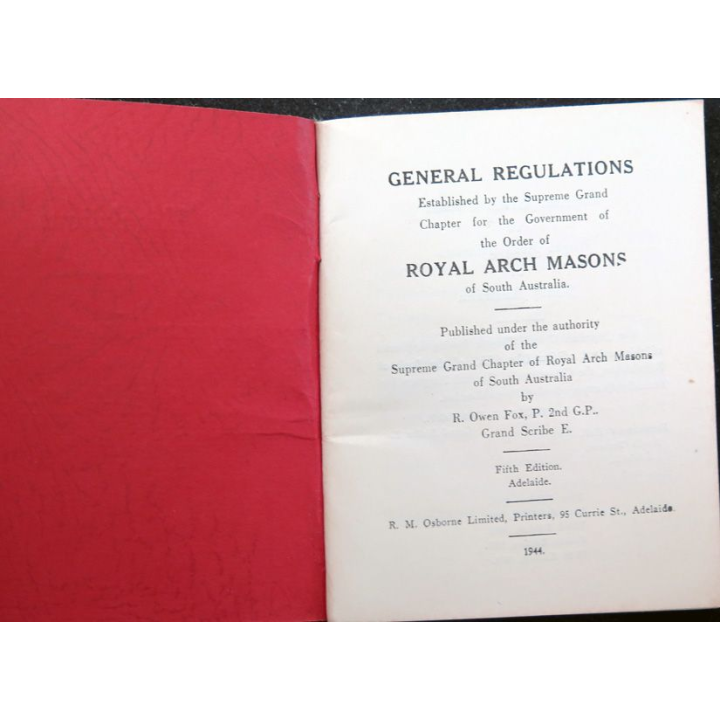 GENERAL REGULATIONS
Established by the Supreme Grand
Chapter for the Government of
the Order of
ROYAL ARCH MASONS
of South Australia.
Published under the authority
of the
Supreme Grand Chapter of Royal Arch Masons
of South Australia
by
R. Owen Fox, P. 2nd G.P..
Grand Scribe E.
Fifth Edition.
Adelaide.
R. M. Osborne Limited, Printers, 95 Currie St., Adelaide.
1944.